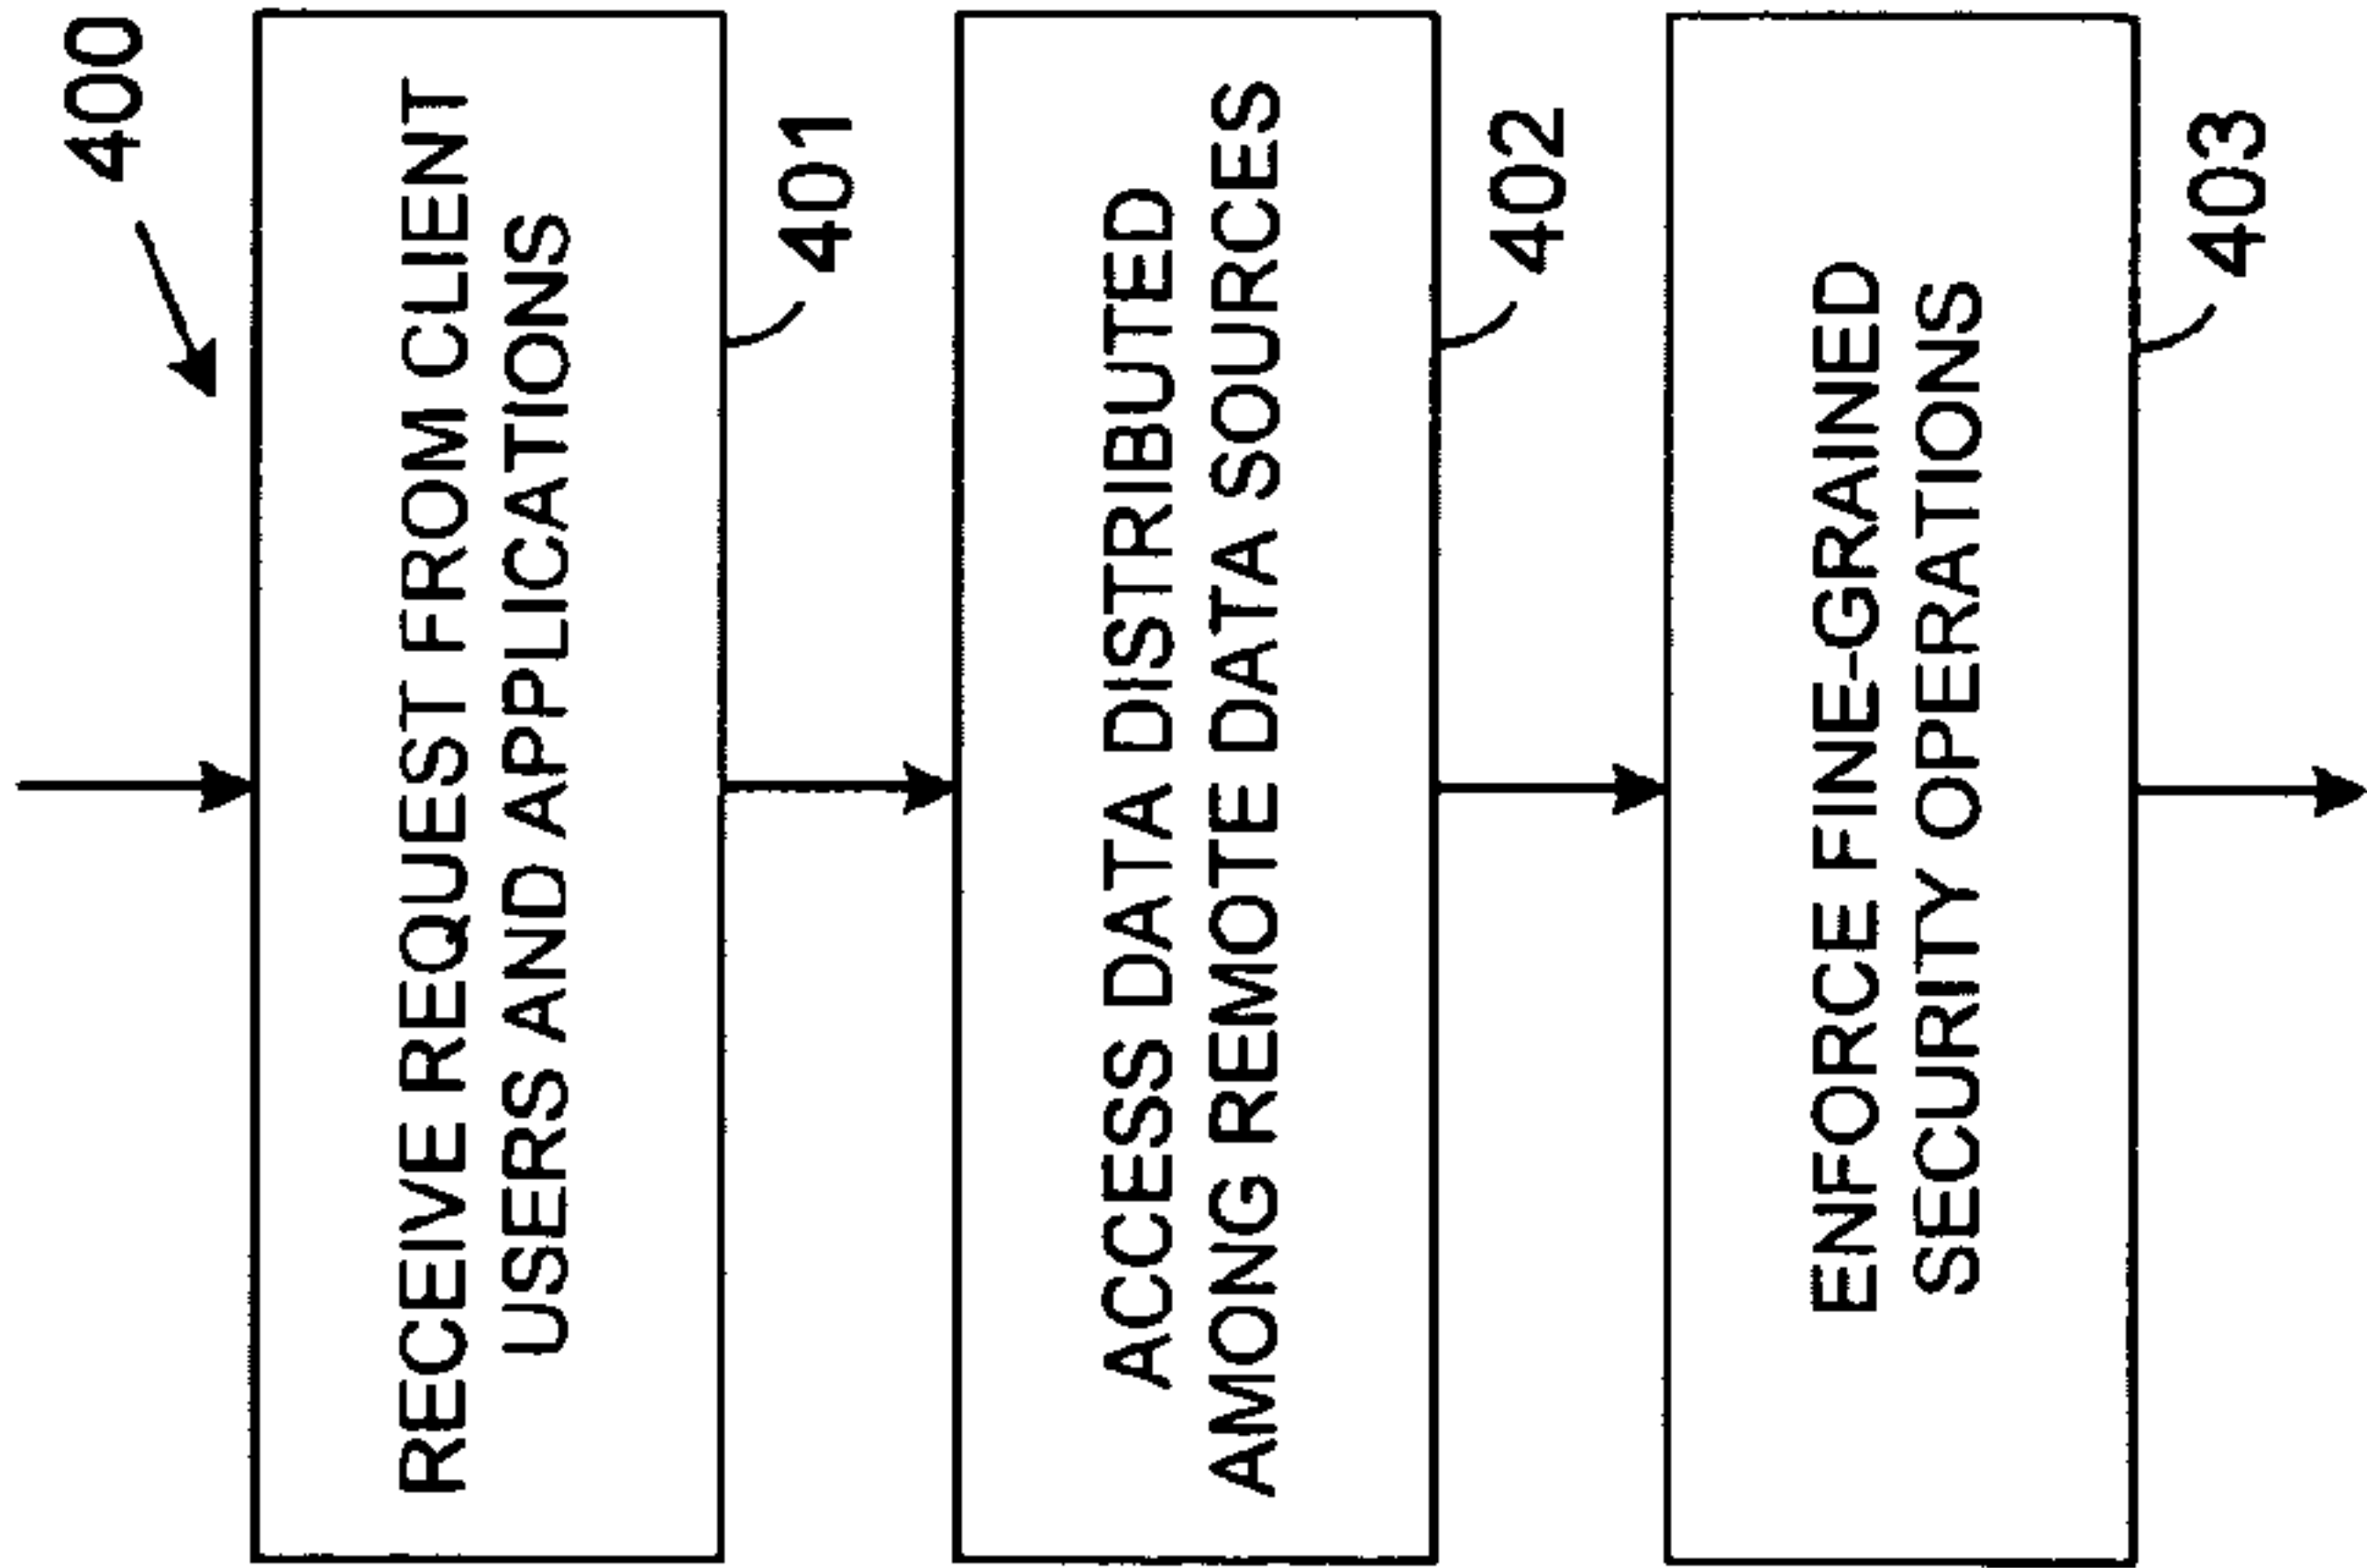 400
RECEIVE REQUEST FROM CLIENT
USERS AND APPLICATIONS
401
ACCESS DATA DISTRIBUTED
AMONG REMOTE DATA SOURCES
402
ENFORCE FINE-GRAINED
SECURITY OPERATIONS
403